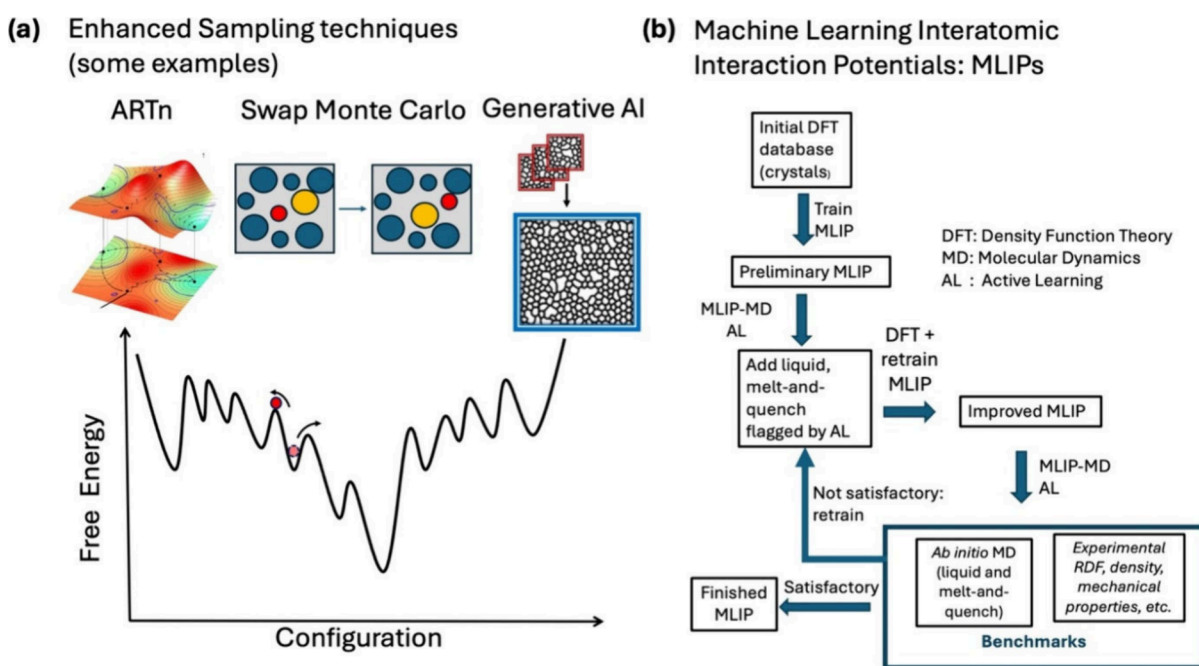 (a) Enhanced Sampling techniques
(some examples)
ARTn
Swap Monte Carlo
Generative AI
Free Energy
Configuration
(b) Machine Learning Interatomic
Interaction Potentials: MLIPs
Initial DFT
database
(crystals)
Train
MLIP
DFT: Density Function Theory
MD: Molecular Dynamics
AL : Active Learning
Preliminary MLIP
MLIP-MD
AL
Add liquid,
melt-and-
quench
flagged by AL
DFT +
retrain
MLIP
Improved MLIP
MLIP-MD
AL
Not satisfactory:
retrain
Ab initio MD
(liquid and
melt-and-
quench)
Experimental
RDF, density,
mechanical
properties, etc.
Benchmarks
Satisfactory
Finished
MLIP